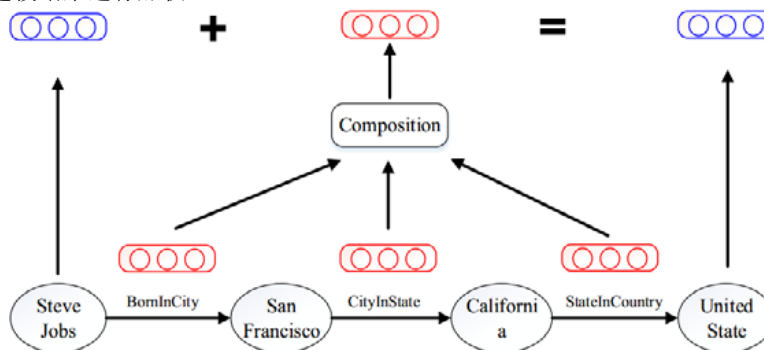 +
=
Composition
Steve
Jobs
BornInCity
San
Francisco
CityInState
Californi
a
StateInCountry
United
State